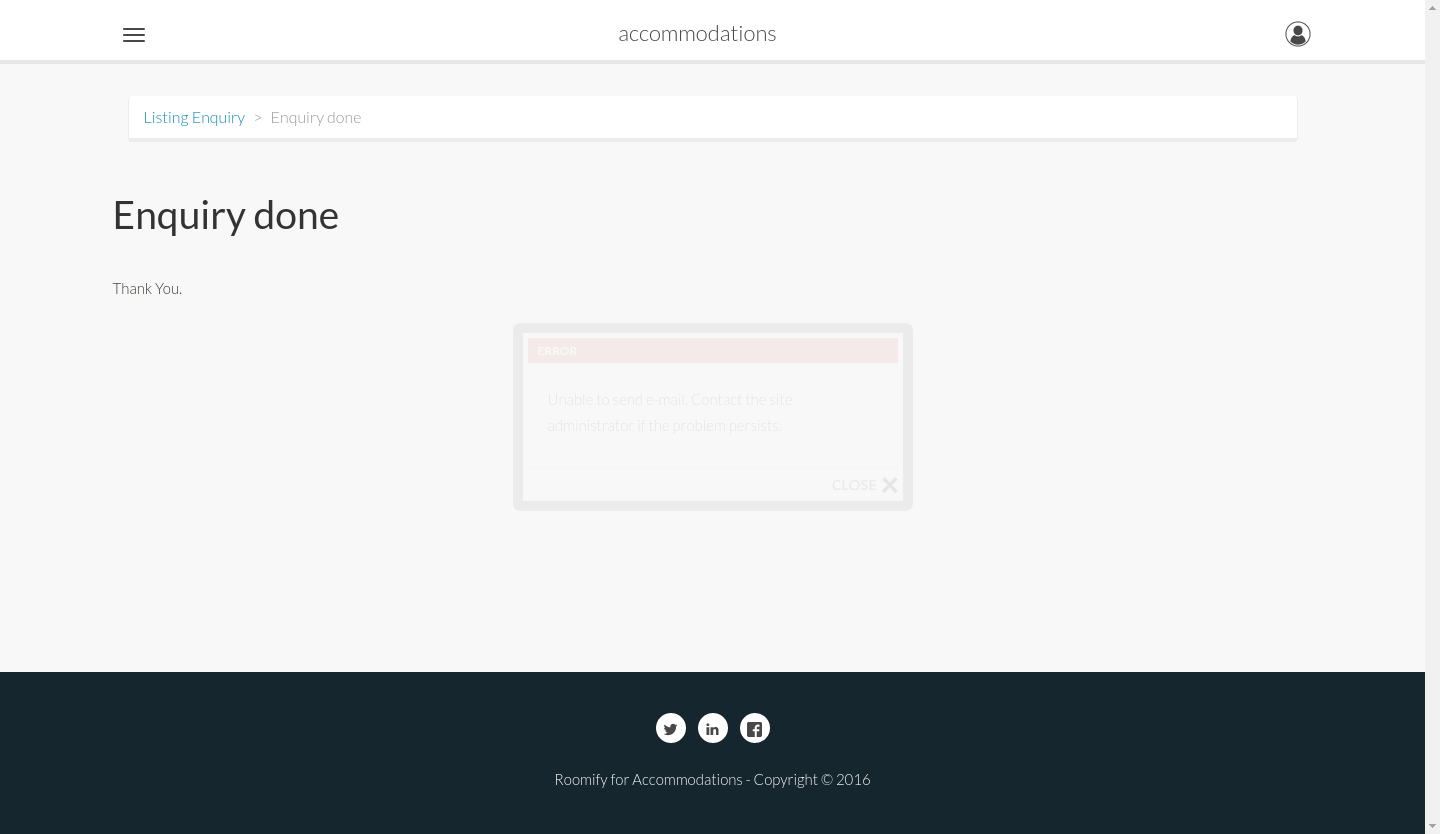 accommodations
Listing Enquiry > Enquiry done
Enquiry done
Thank You.
ERROR
Unable to send e-mail. Contact the site
administrator if the problem persists.
CLOSE
Roomify for Accommodations - Copyright © 2016